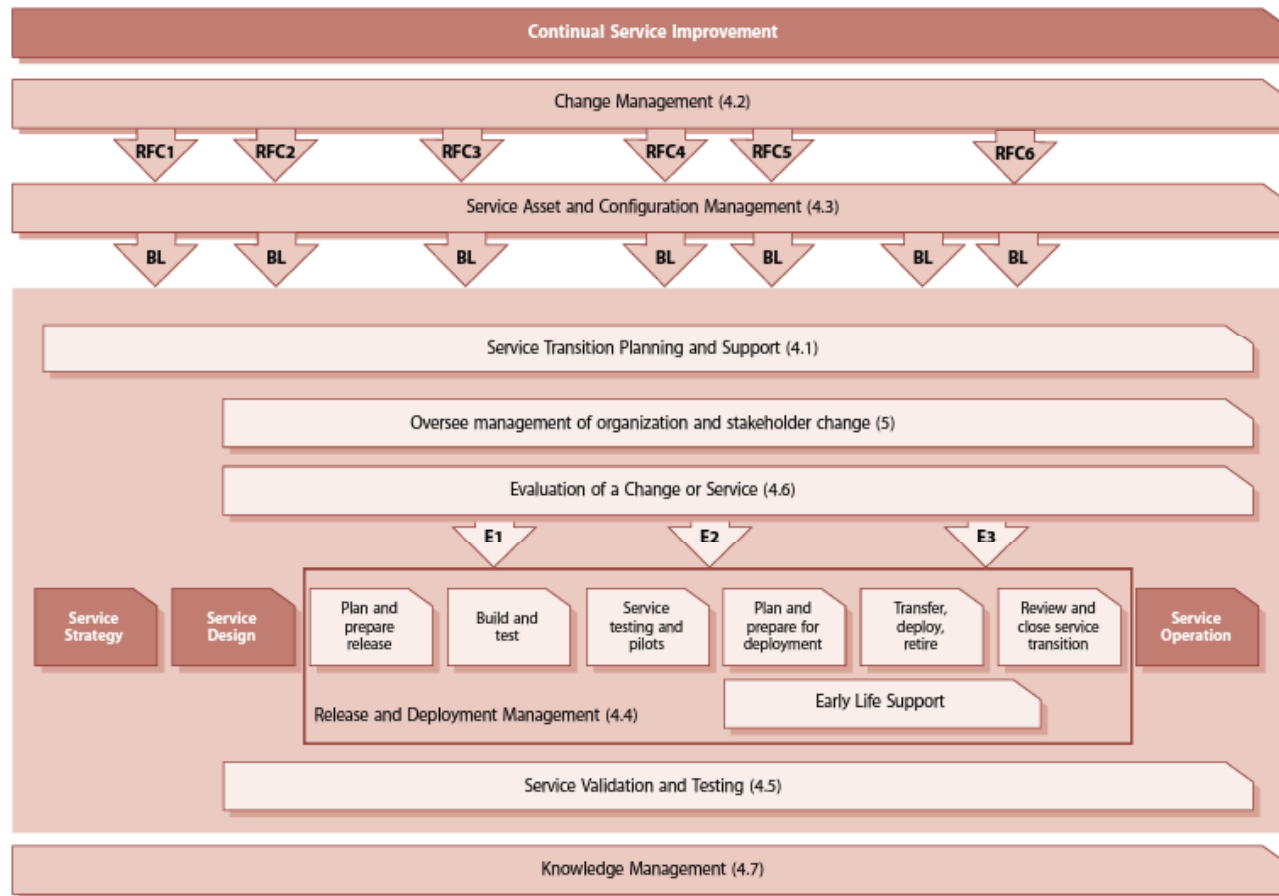 Continual Service Improvement
Change Management (4.2)
RFC1
RFC2
RFC3
RFC4
RFC5
RFC6
Service Asset and Configuration Management (4.3)
BL
BL
BL
BL
BL
BL
BL
Service Transition Planning and Support (4.1)
Oversee management of organization and stakeholder change (5)
Evaluation of a Change or Service (4.6)
E1
E2
E3
Service
Strategy
Service
Design
Plan and
prepare
release
Build and
test
Service
testing and
pilots
Plan and
prepare for
deployment
Transfer,
deploy,
retire
Review and
close service
transition
Service
Operation
Early Life Support
Release and Deployment Management (4.4)
Service Validation and Testing (4.5)
Knowledge Management (4.7)